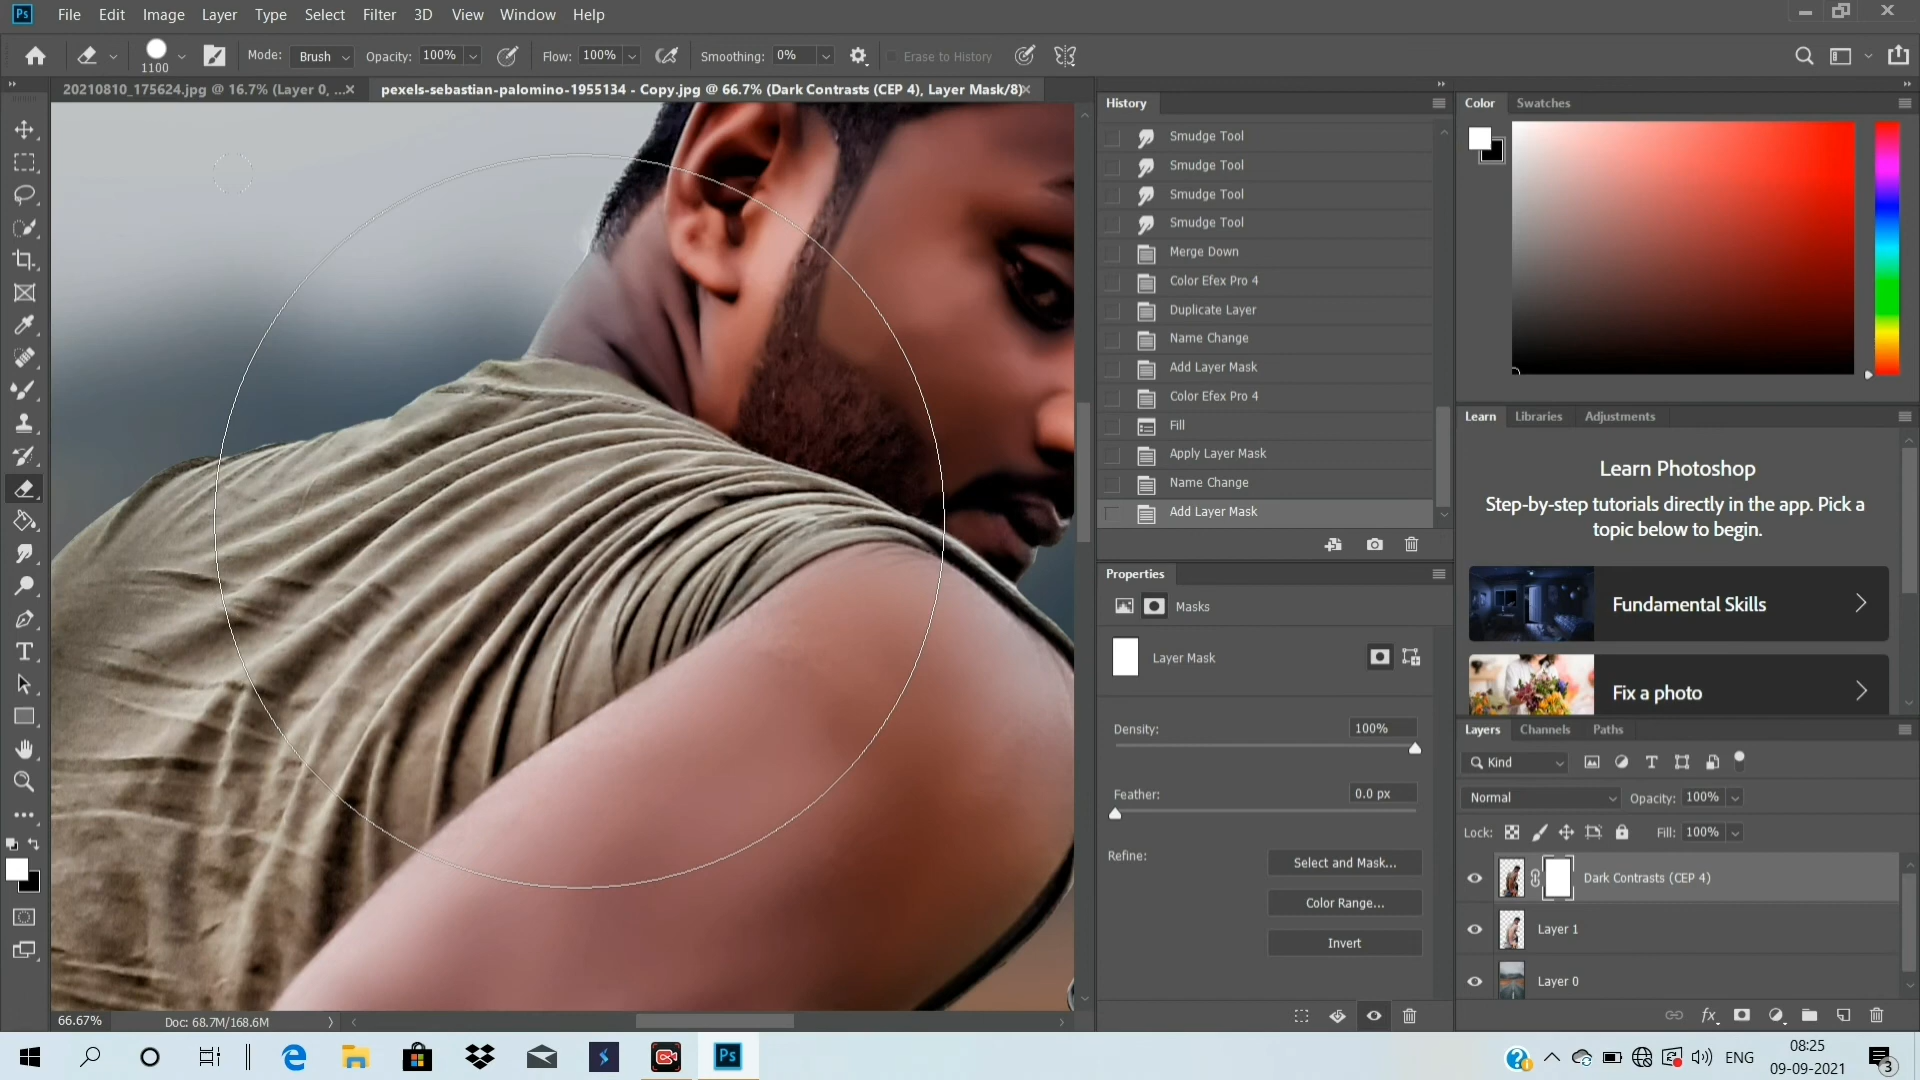 Ps File Edit Image Layer Type Select Filter 3D View Window Help
1100 Mode: Brush Opacity: 100% Flow: 100% Smoothing: 0% Erase to History
20210810_175624.jpg @ 16.7% (Layer 0, ...
pexels-sebastian-palomino-1955134 - Copy.jpg @ 66.7% (Dark Contrasts (CEP 4), Layer Mask/8)
History
Smudge Tool
Smudge Tool
Smudge Tool
Smudge Tool
Merge Down
Color Efex Pro 4
Duplicate Layer
Name Change
Add Layer Mask
Color Efex Pro 4
Fill
Apply Layer Mask
Name Change
Add Layer Mask
Properties
Masks
Layer Mask
Density: 100%
Feather: 0.0 px
Refine:
Select and Mask...
Color Range...
Invert
Color Swatches
Learn Libraries Adjustments
Learn Photoshop
Step-by-step tutorials directly in the app. Pick a
topic below to begin.
Fundamental Skills
Fix a photo
Layers Channels Paths
Kind
Normal Opacity: 100%
Lock: Fill: 100%
Dark Contrasts (CEP 4)
Layer 1
Layer 0
66.67% Doc: 68.7M/168.6M
Ps
ENG
08:25
09-09-2021
3